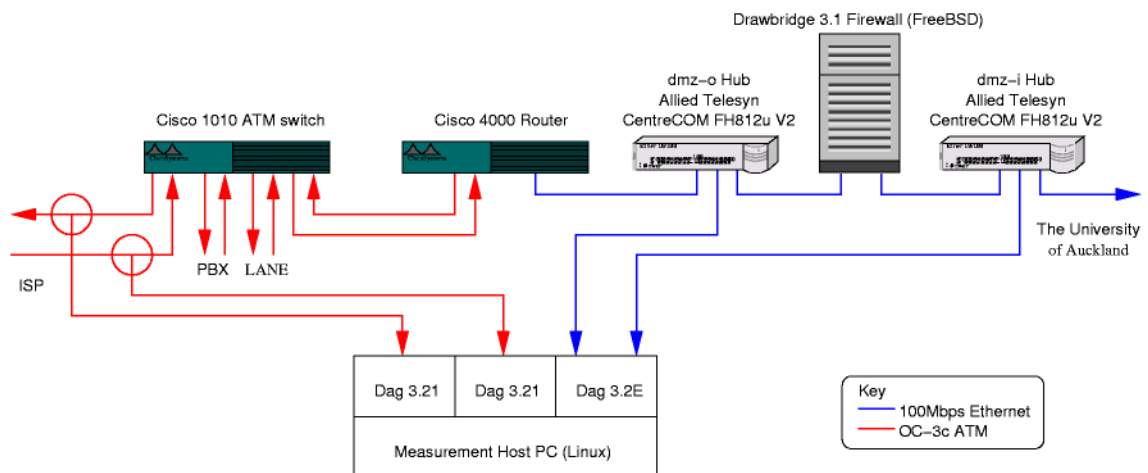 Drawbridge 3.1 Firewall (FreeBSD)
dmz-o Hub
Allied Telesyn
CentreCOM FH812u V2
dmz-i Hub
Allied Telesyn
CentreCOM FH812u V2
Cisco 1010 ATM switch
Cisco 4000 Router
CiscoSystems
CiscoSystems
The University
of Auckland
PBX
LANE
ISP
Dag 3.21
Dag 3.21
Dag 3.2E
Measurement Host PC (Linux)
Key
100Mbps Ethernet
OC-3c ATM